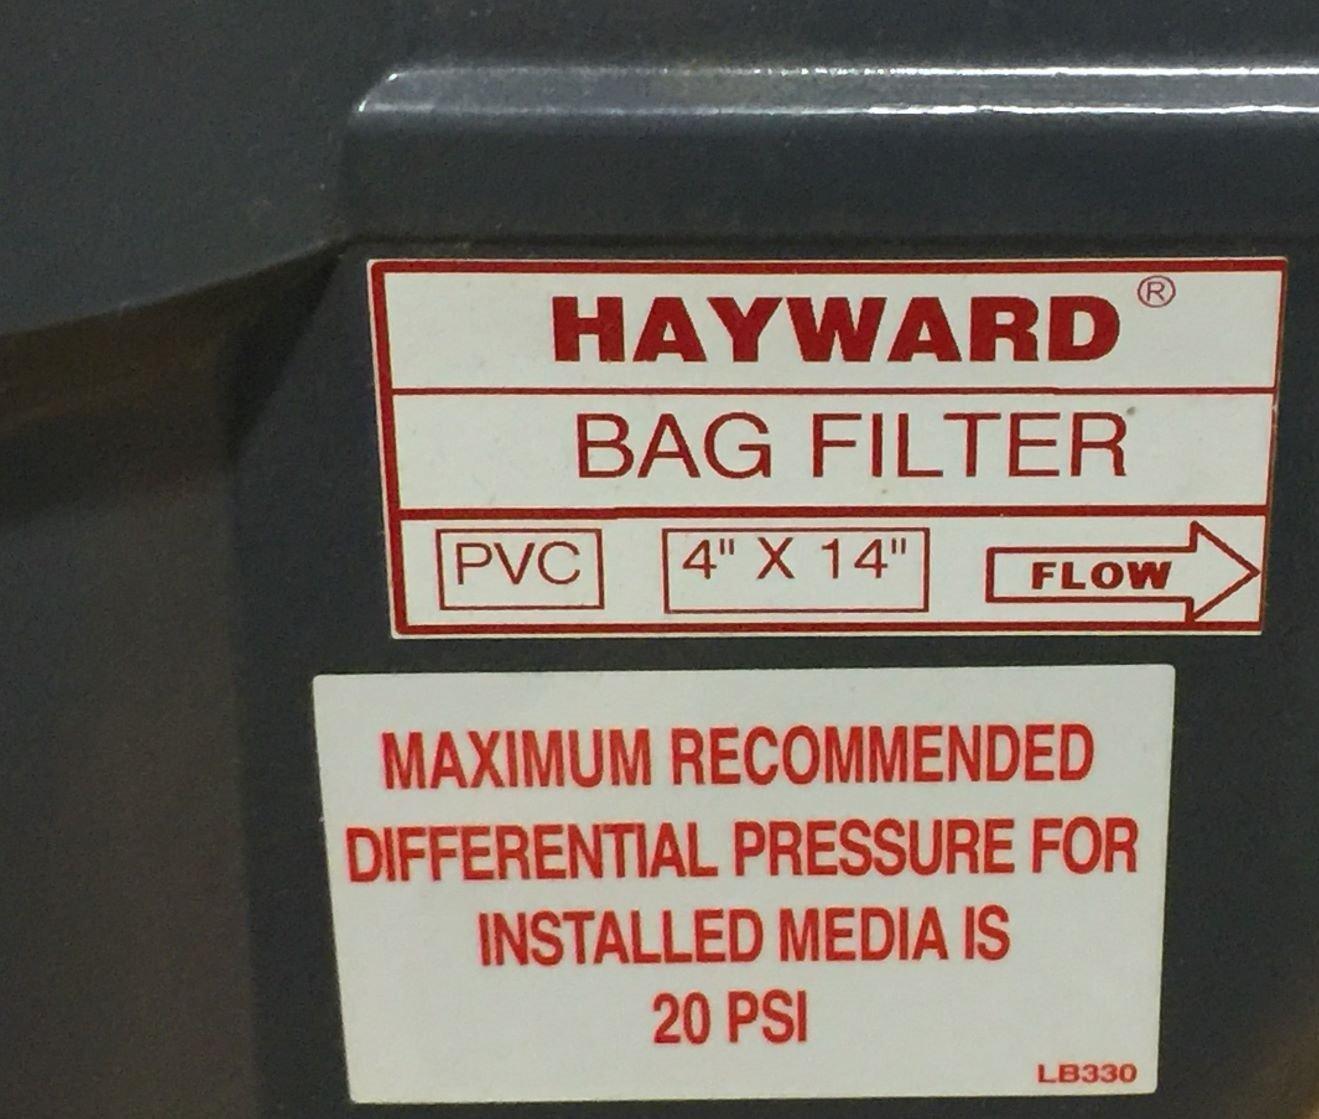 HAYWARD®
BAG FILTER
PVC 4" X 14" FLOW
MAXIMUM RECOMMENDED
DIFFERENTIAL PRESSURE FOR
INSTALLED MEDIA IS
20 PSI
LB330